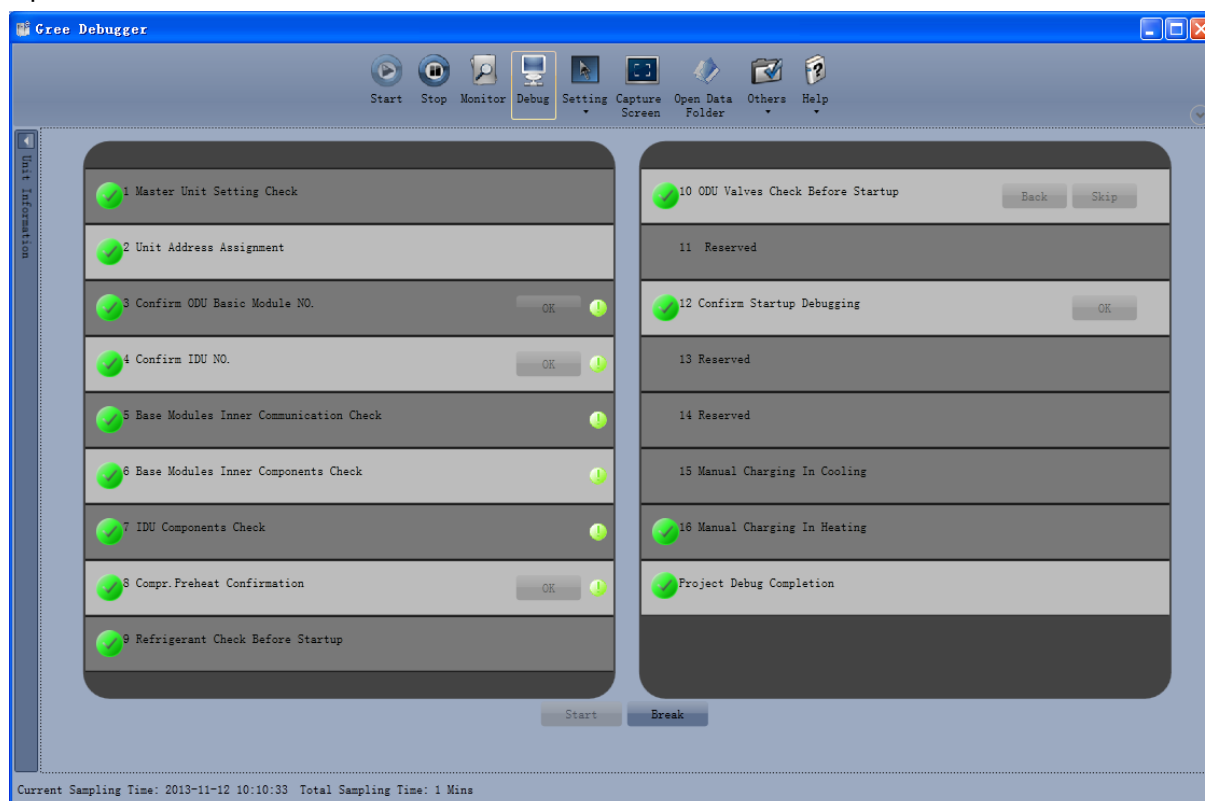 Gree Debugger
Start Stop Monitor Debug Setting Capture Screen Open Data Folder Others Help
Unit Information
1 Master Unit Setting Check
2 Unit Address Assignment
3 Confirm ODU Basic Module NO. OK
4 Confirm IDU NO. OK
5 Base Modules Inner Communication Check
6 Base Modules Inner Components Check
7 IDU Components Check
8 Compr.Preheat Confirmation OK
9 Refrigerant Check Before Startup
10 ODU Valves Check Before Startup Back Skip
11 Reserved
12 Confirm Startup Debugging OK
13 Reserved
14 Reserved
15 Manual Charging In Cooling
16 Manual Charging In Heating
Project Debug Completion
Start Break
Current Sampling Time: 2013-11-12 10:10:33 Total Sampling Time: 1 Mins